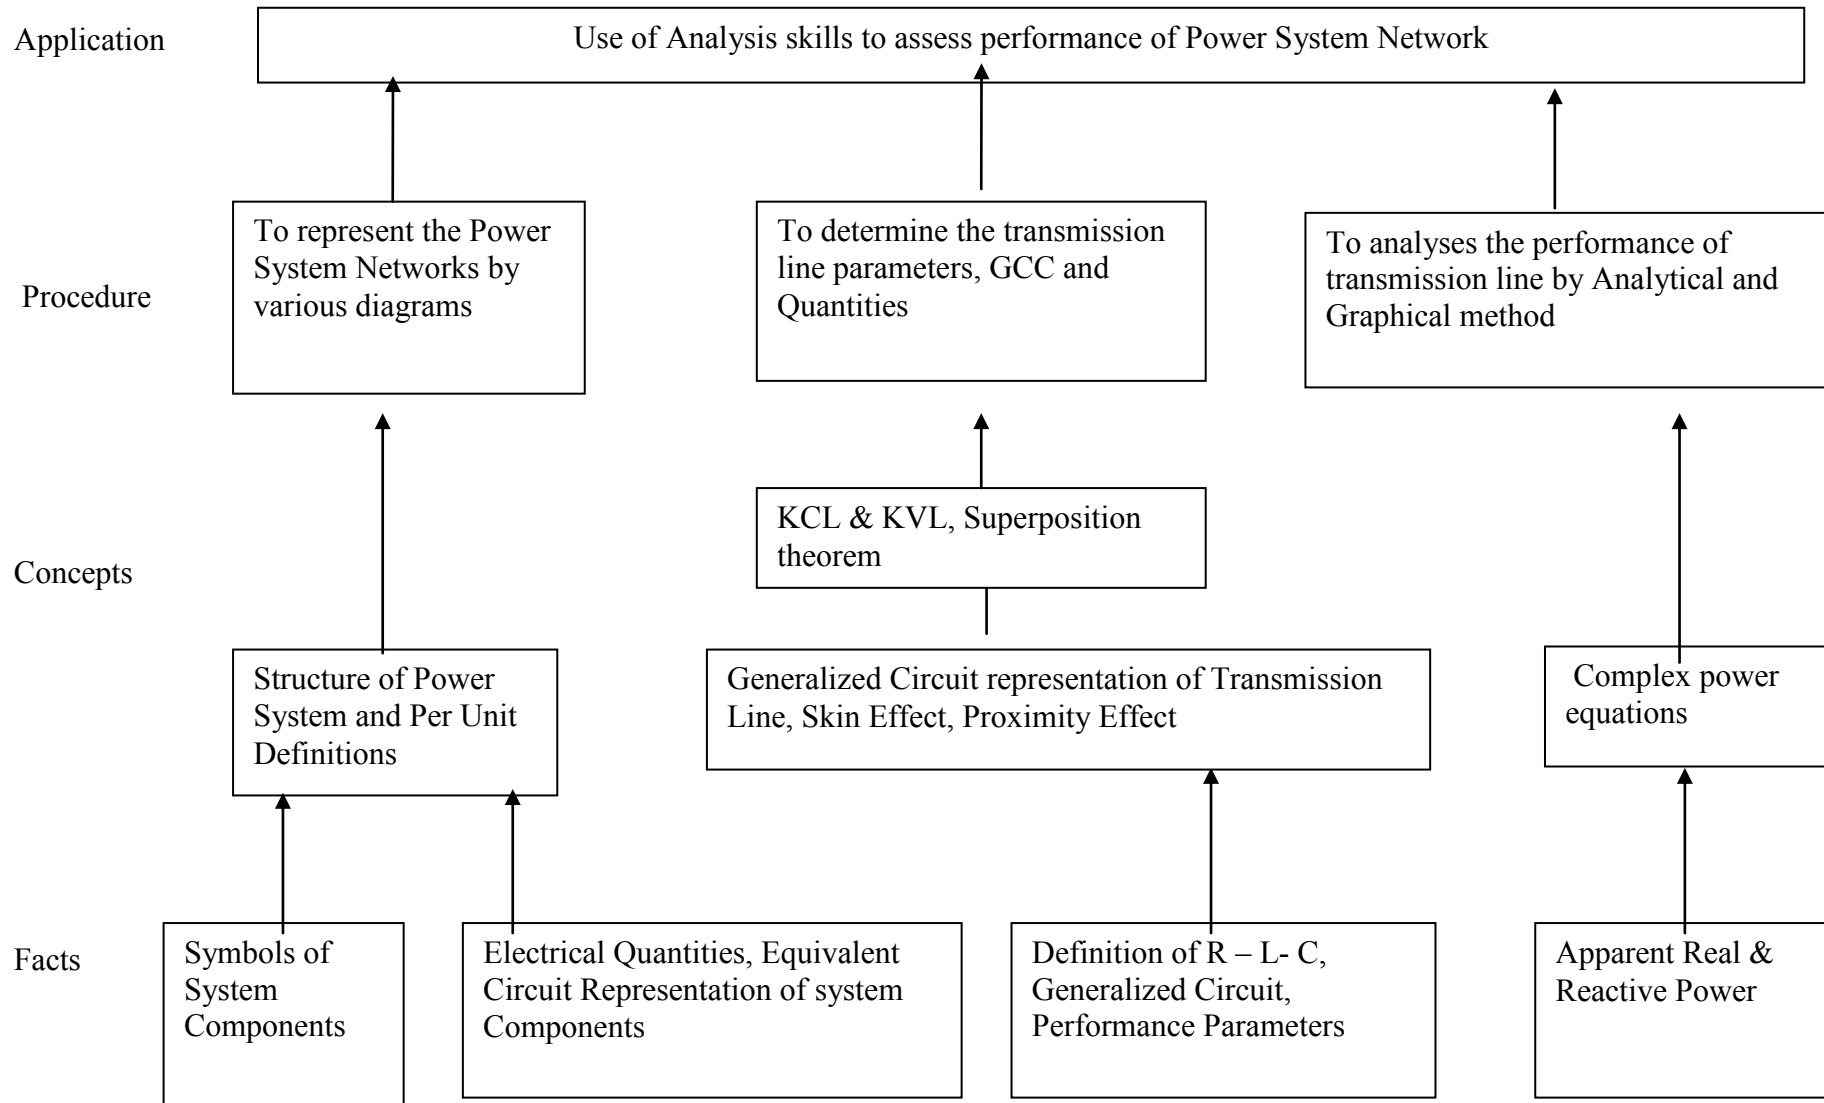 Application
Use of Analysis skills to assess performance of Power System Network
Procedure
To represent the Power
System Networks by
various diagrams
To determine the transmission
line parameters, GCC and
Quantities
To analyses the performance of
transmission line by Analytical and
Graphical method
Concepts
KCL & KVL, Superposition
theorem
Structure of Power
System and Per Unit
Definitions
Generalized Circuit representation of Transmission
Line, Skin Effect, Proximity Effect
Complex power
equations
Facts
Symbols of
System
Components
Electrical Quantities, Equivalent
Circuit Representation of system
Components
Definition of R – L- C,
Generalized Circuit,
Performance Parameters
Apparent Real &
Reactive Power